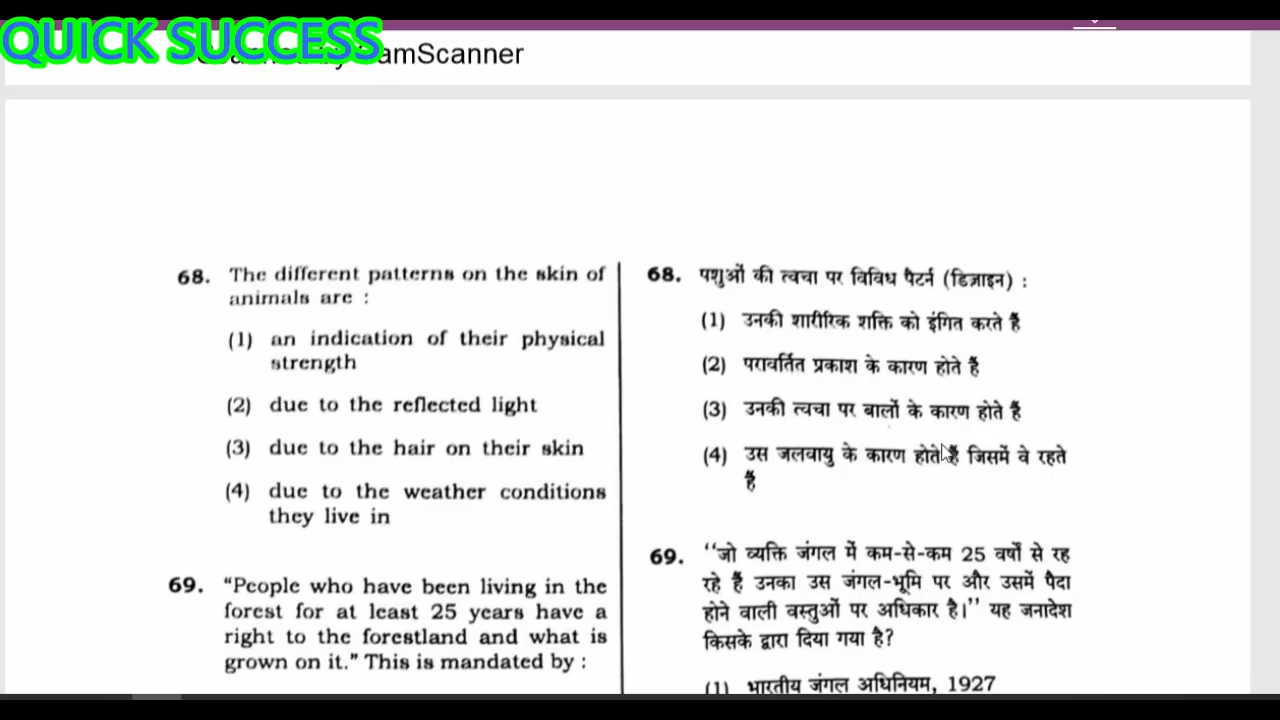 QUICK SUCCESS
amScanner
68. The different patterns on the skin of
animals are :
(1) an indication of their physical
strength
(2) due to the reflected light
(3) due to the hair on their skin
(4) due to the weather conditions
they live in
69. “People who have been living in the
forest for at least 25 years have a
right to the forestland and what is
grown on it.” This is mandated by :
68. पशुओं की त्वचा पर विविध पैटर्न (डिज़ाइन) :
(1) उनकी शारीरिक शक्ति को इंगित करते हैं
(2) परावर्तित प्रकाश के कारण होते हैं
(3) उनकी त्वचा पर बालों के कारण होते हैं
(4) उस जलवायु के कारण होते हैं जिसमें वे रहते
हैं
69. “जो व्यक्ति जंगल में कम-से-कम 25 वर्षों से रह
रहे हैं उनका उस जंगल-भूमि पर और उसमें पैदा
होने वाली वस्तुओं पर अधिकार है।” यह जनादेश
किसके द्वारा दिया गया है?
(1) भारतीय जंगल अधिनियम, 1927